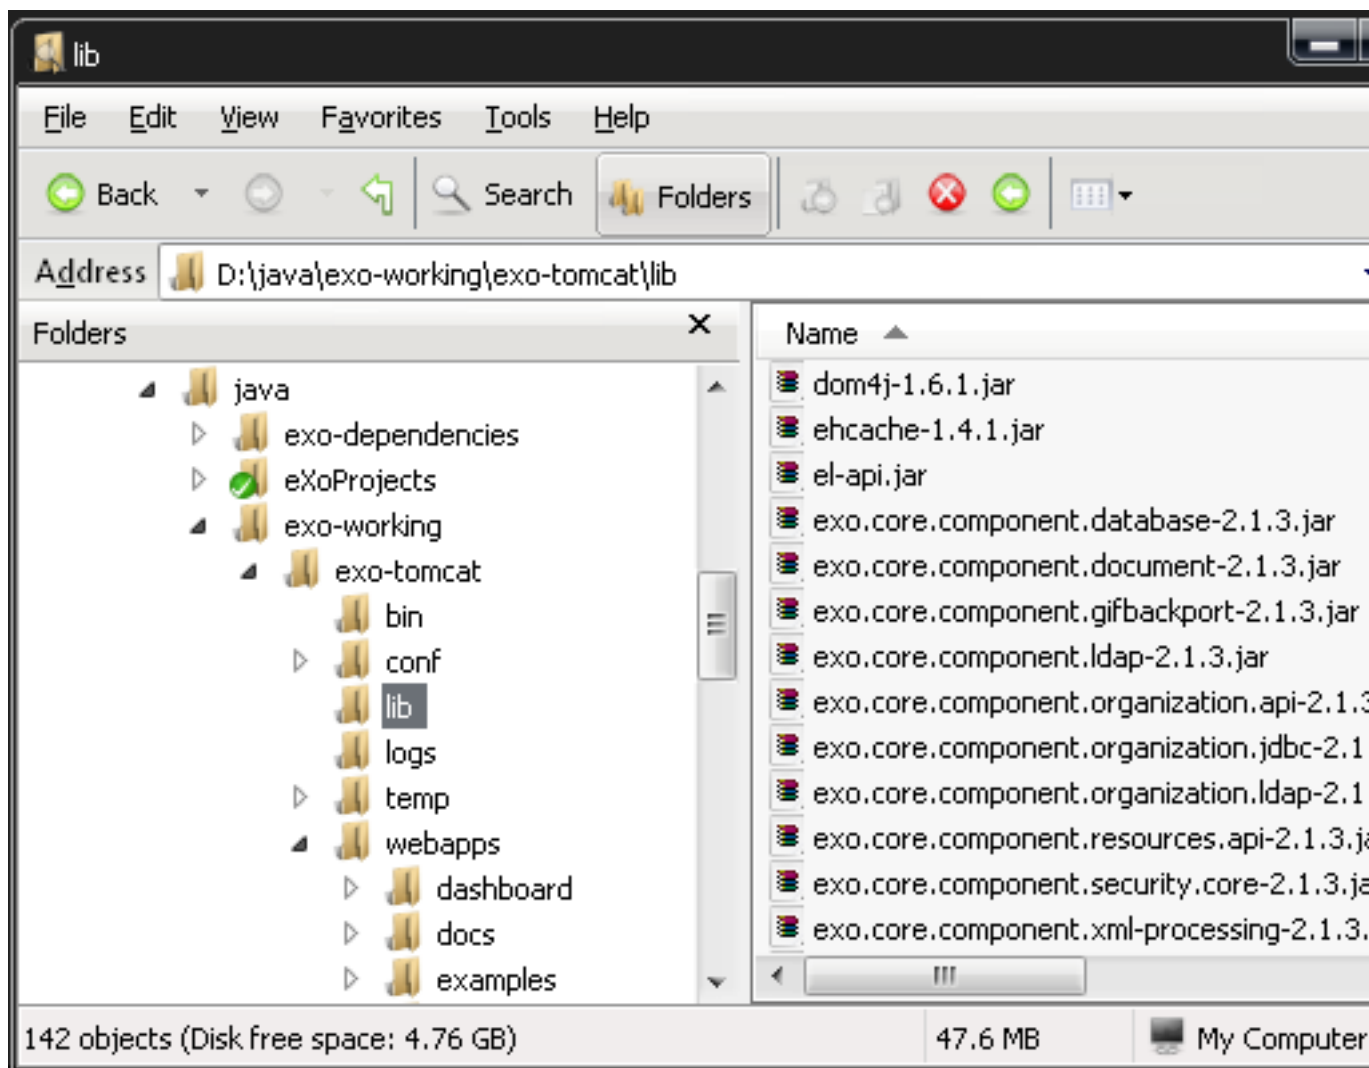 lib
File Edit View Favorites Tools Help
Back Search Folders
Address D:\java\exo-working\exo-tomcat\lib
Folders
java
exo-dependencies
eXoProjects
exo-working
exo-tomcat
bin
conf
lib
logs
temp
webapps
dashboard
docs
examples
Name
dom4j-1.6.1.jar
ehcache-1.4.1.jar
el-api.jar
exo.core.component.database-2.1.3.jar
exo.core.component.document-2.1.3.jar
exo.core.component.gifbackport-2.1.3.jar
exo.core.component.ldap-2.1.3.jar
exo.core.component.organization.api-2.1.3
exo.core.component.organization.jdbc-2.1
exo.core.component.organization.ldap-2.1
exo.core.component.resources.api-2.1.3.ja
exo.core.component.security.core-2.1.3.ja
exo.core.component.xml-processing-2.1.3.
142 objects (Disk free space: 4.76 GB) 47.6 MB My Computer